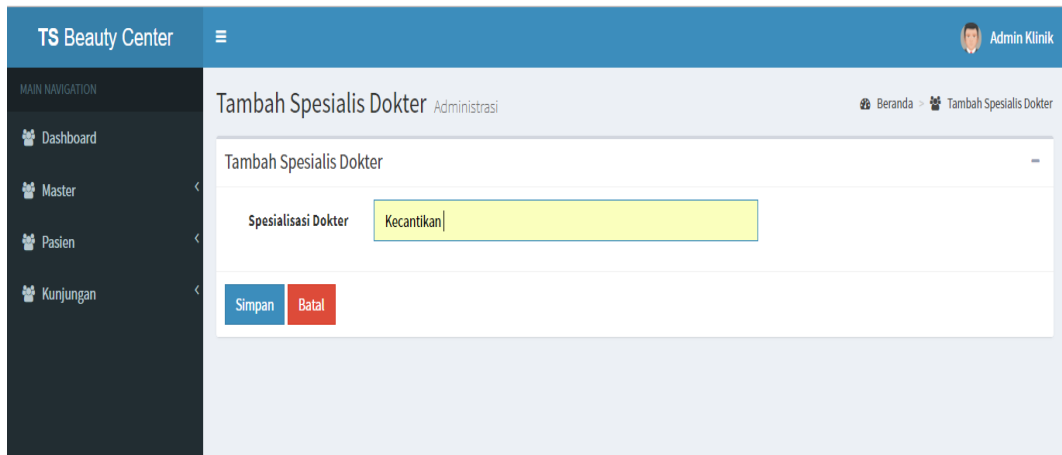 TS Beauty Center
Admin Klinik
MAIN NAVIGATION
Dashboard
Master
Pasien
Kunjungan
Tambah Spesialis Dokter Administrasi
Beranda > Tambah Spesialis Dokter
Tambah Spesialis Dokter
Spesialisasi Dokter Kecantikan
Simpan Batal